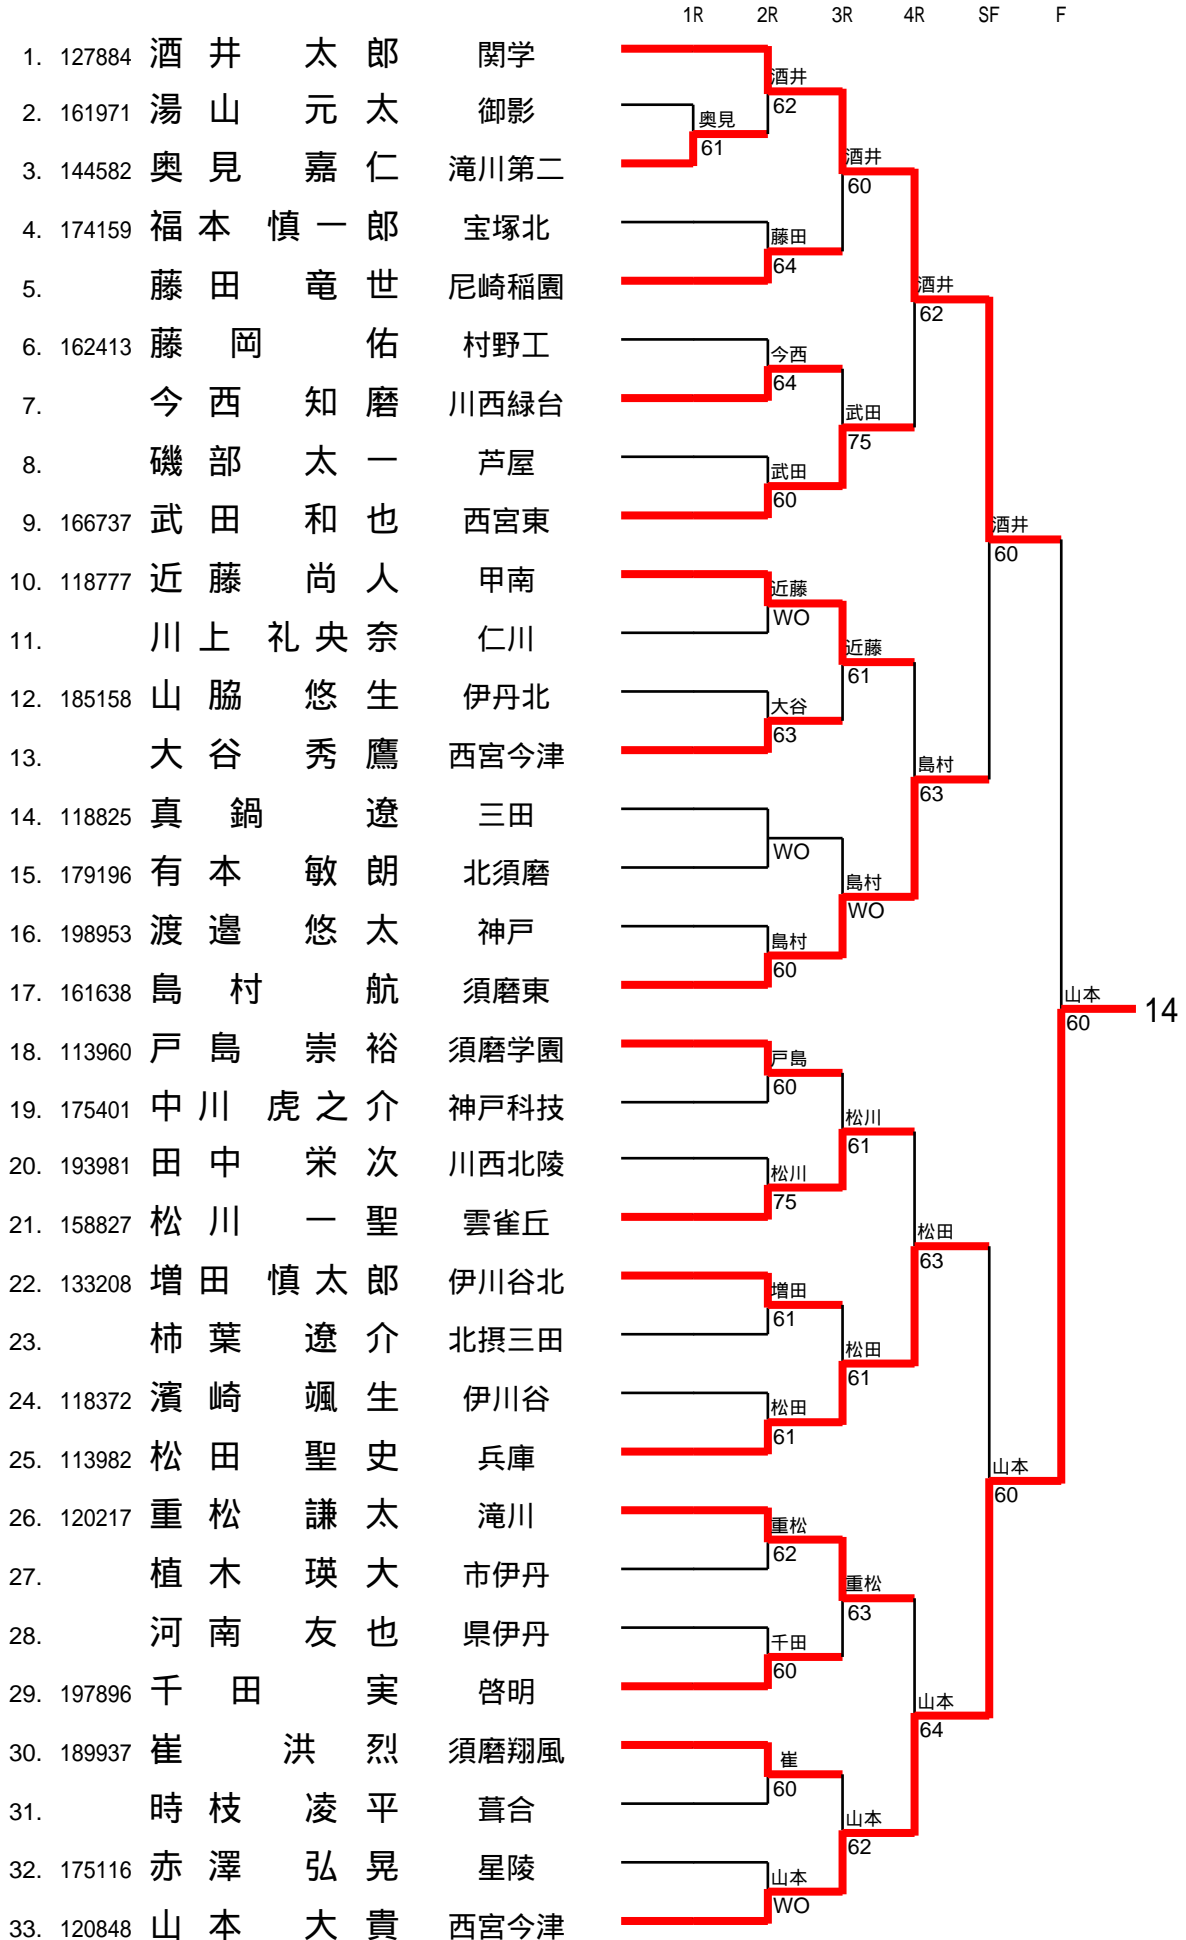 1R 2R 3R 4R SF F
1. 127884 酒井 太郎 関学
酒井
2. 161971 湯山 元太 御影
62
奥見
61
3. 144582 奥見 嘉仁 滝川第二
酒井
60
4. 174159 福本 慎一郎 宝塚北
藤田
64
5. 藤田 竜世 尼崎稲園
酒井
62
6. 162413 藤岡 佑 村野工
今西
64
7. 今西 知磨 川西緑台
武田
75
8. 磯部 太一 芦屋
武田
60
9. 166737 武田 和也 西宮東
酒井
60
10. 118777 近藤 尚人 甲南
近藤
WO
11. 川上 礼央奈 仁川
近藤
61
12. 185158 山脇 悠生 伊丹北
大谷
63
13. 大谷 秀鷹 西宮今津
島村
63
14. 118825 真鍋 遼 三田
WO
15. 179196 有本 敏朗 北須磨
島村
WO
16. 198953 渡邉 悠太 神戸
島村
60
17. 161638 島村 航 須磨東
山本
60
14
18. 113960 戸島 崇裕 須磨学園
戸島
60
19. 175401 中川 虎之介 神戸科技
松川
61
20. 193981 田中 栄次 川西北陵
松川
75
21. 158827 松川 一聖 雲雀丘
松田
63
22. 133208 増田 慎太郎 伊川谷北
増田
61
23. 柿葉 遼介 北摂三田
松田
61
24. 118372 濱崎 颯生 伊川谷
松田
61
25. 113982 松田 聖史 兵庫
山本
60
26. 120217 重松 謙太 滝川
重松
62
27. 植木 瑛大 市伊丹
重松
63
28. 河南 友也 県伊丹
千田
60
29. 197896 千田 実 啓明
山本
64
30. 189937 崔 洪烈 須磨翔風
崔
60
31. 時枝 凌平 葺合
山本
62
32. 175116 赤澤 弘晃 星陵
山本
WO
33. 120848 山本 大貴 西宮今津